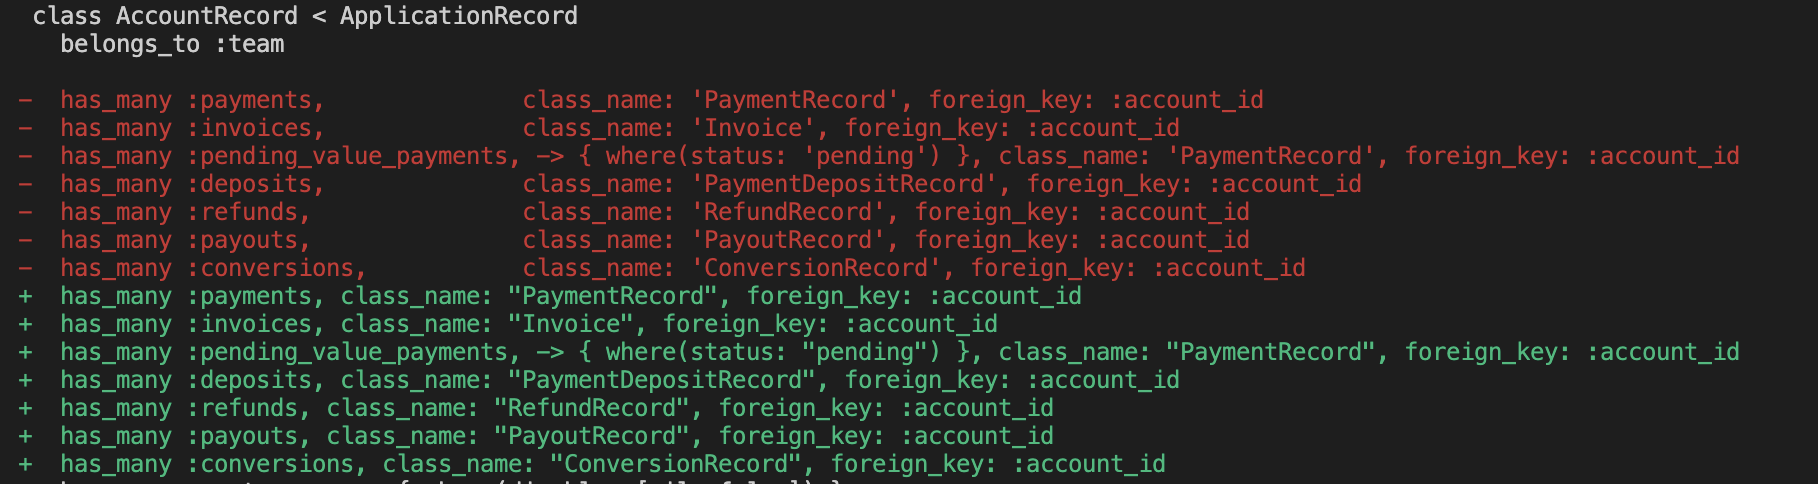 class AccountRecord < ApplicationRecord
  belongs_to :team

-  has_many :payments,              class_name: 'PaymentRecord', foreign_key: :account_id
-  has_many :invoices,              class_name: 'Invoice', foreign_key: :account_id
-  has_many :pending_value_payments, -> { where(status: 'pending') }, class_name: 'PaymentRecord', foreign_key: :account_id
-  has_many :deposits,              class_name: 'PaymentDepositRecord', foreign_key: :account_id
-  has_many :refunds,               class_name: 'RefundRecord', foreign_key: :account_id
-  has_many :payouts,               class_name: 'PayoutRecord', foreign_key: :account_id
-  has_many :conversions,           class_name: 'ConversionRecord', foreign_key: :account_id
+  has_many :payments, class_name: "PaymentRecord", foreign_key: :account_id
+  has_many :invoices, class_name: "Invoice", foreign_key: :account_id
+  has_many :pending_value_payments, -> { where(status: "pending") }, class_name: "PaymentRecord", foreign_key: :account_id
+  has_many :deposits, class_name: "PaymentDepositRecord", foreign_key: :account_id
+  has_many :refunds, class_name: "RefundRecord", foreign_key: :account_id
+  has_many :payouts, class_name: "PayoutRecord", foreign_key: :account_id
+  has_many :conversions, class_name: "ConversionRecord", foreign_key: :account_id